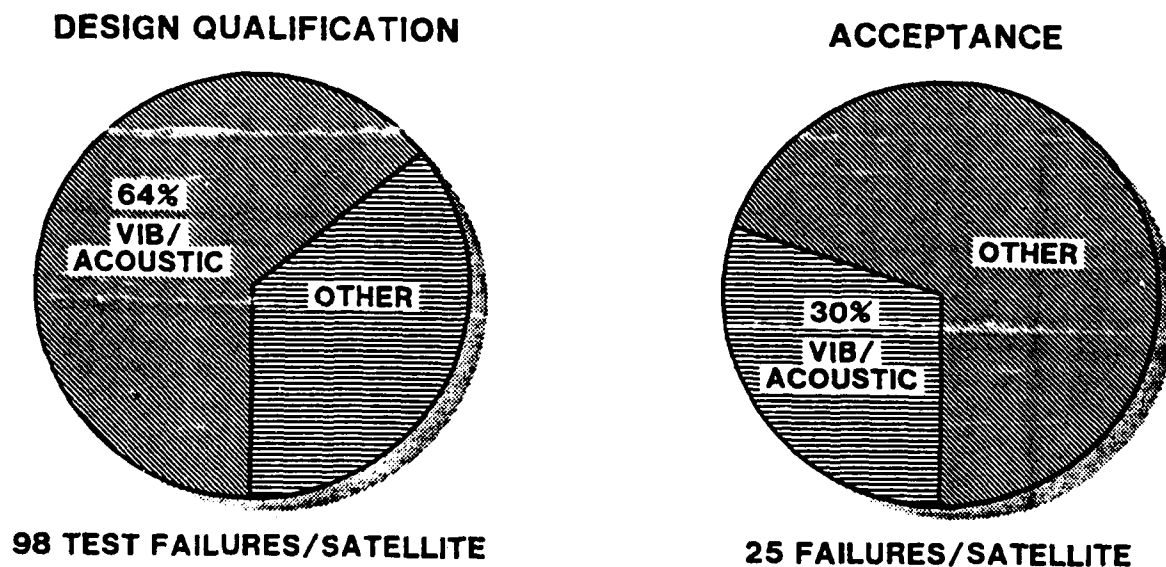 DESIGN QUALIFICATION
64%
VIB/
ACOUSTIC
OTHER
98 TEST FAILURES/SATELLITE
ACCEPTANCE
OTHER
30%
VIB/
ACOUSTIC
25 FAILURES/SATELLITE